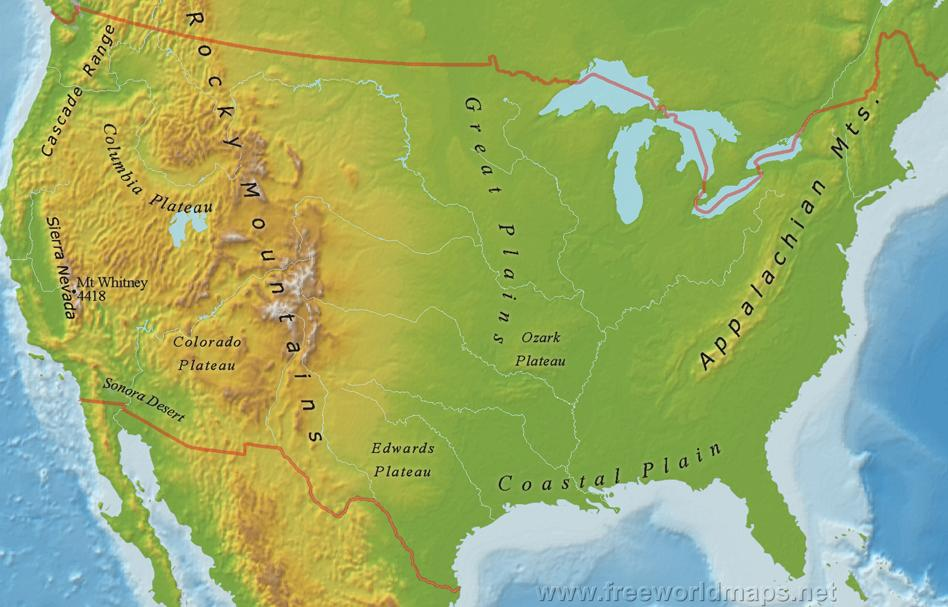 Rocky Mountains
Cascade Range
Columbia Plateau
Great Plains
Appalachian Mts.
Sierra Nevada
Mt Whitney
4418
Colorado
Plateau
Ozark
Plateau
Sonora Desert
Edwards
Plateau
Coastal Plain
www.freeworldmaps.net